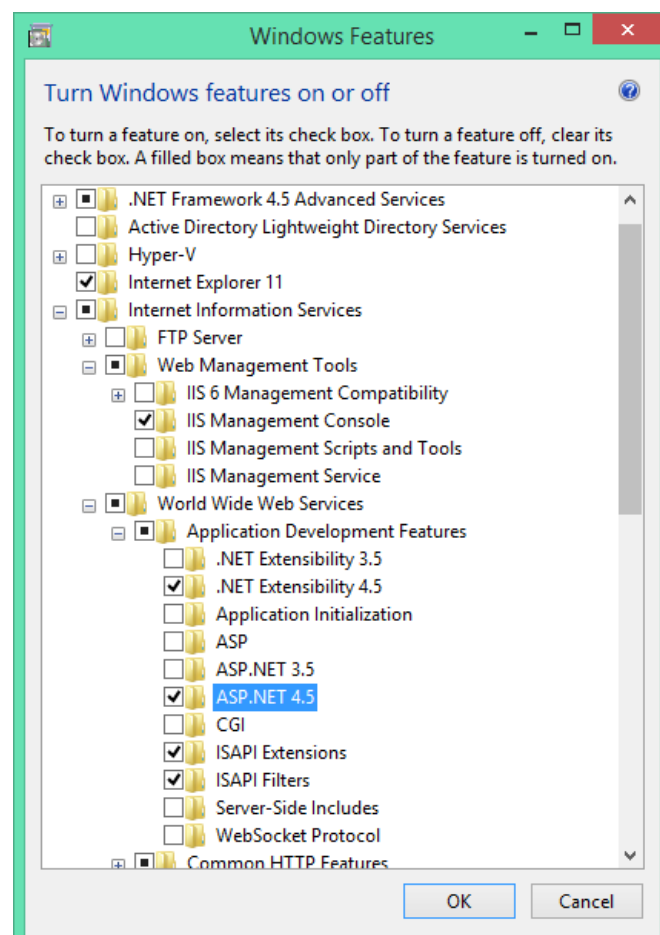 Windows Features
Turn Windows features on or off
To turn a feature on, select its check box. To turn a feature off, clear its
check box. A filled box means that only part of the feature is turned on.
.NET Framework 4.5 Advanced Services
Active Directory Lightweight Directory Services
Hyper-V
Internet Explorer 11
Internet Information Services
FTP Server
Web Management Tools
IIS 6 Management Compatibility
IIS Management Console
IIS Management Scripts and Tools
IIS Management Service
World Wide Web Services
Application Development Features
.NET Extensibility 3.5
.NET Extensibility 4.5
Application Initialization
ASP
ASP.NET 3.5
ASP.NET 4.5
CGI
ISAPI Extensions
ISAPI Filters
Server-Side Includes
WebSocket Protocol
Common HTTP Features
OK Cancel